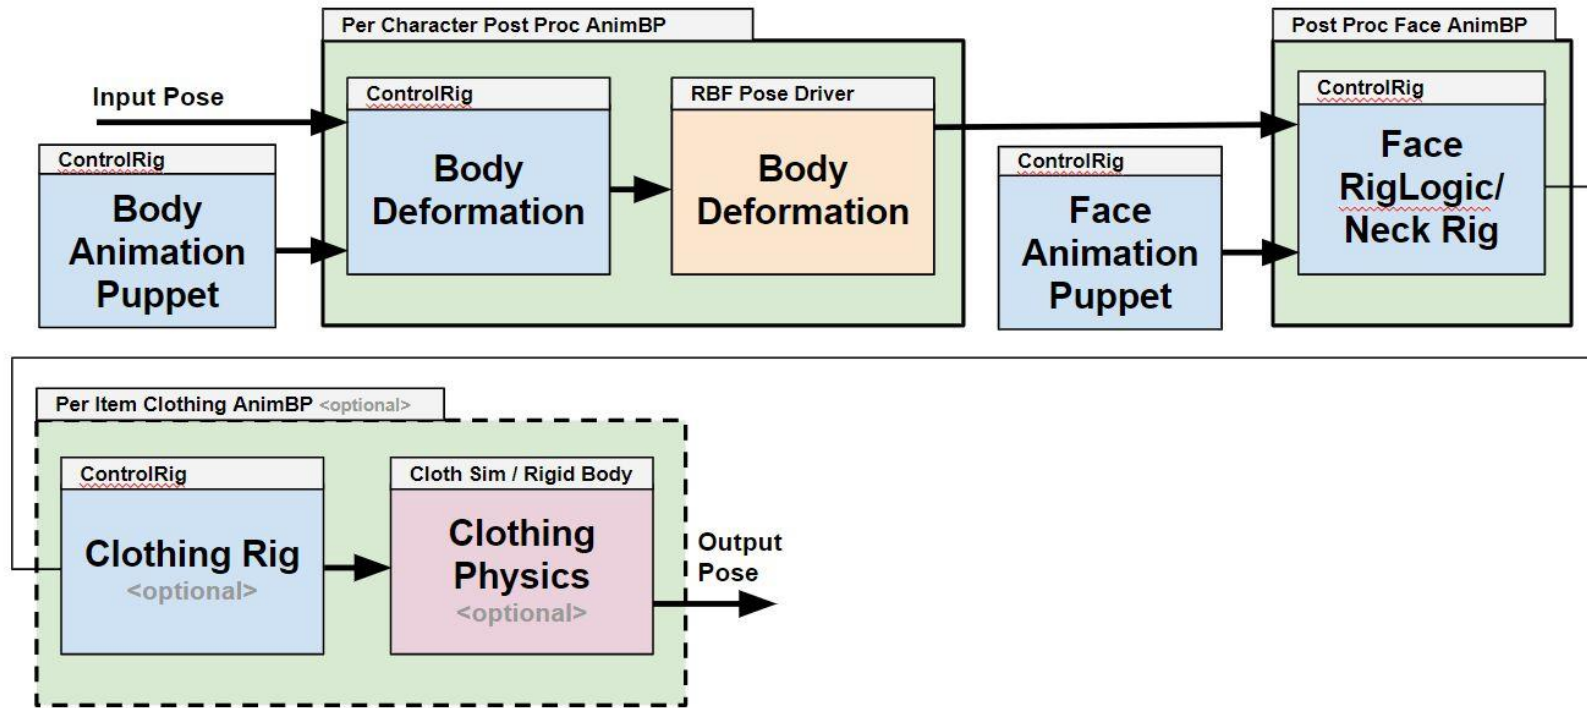 Per Character Post Proc AnimBP
Post Proc Face AnimBP
Input Pose
ControlRig
Body
Animation
Puppet
ControlRig
Body
Deformation
RBF Pose Driver
Body
Deformation
ControlRig
Face
Animation
Puppet
ControlRig
Face
RigLogic/
Neck Rig
Per Item Clothing AnimBP <optional>
ControlRig
Clothing Rig
<optional>
Cloth Sim / Rigid Body
Clothing
Physics
<optional>
Output
Pose